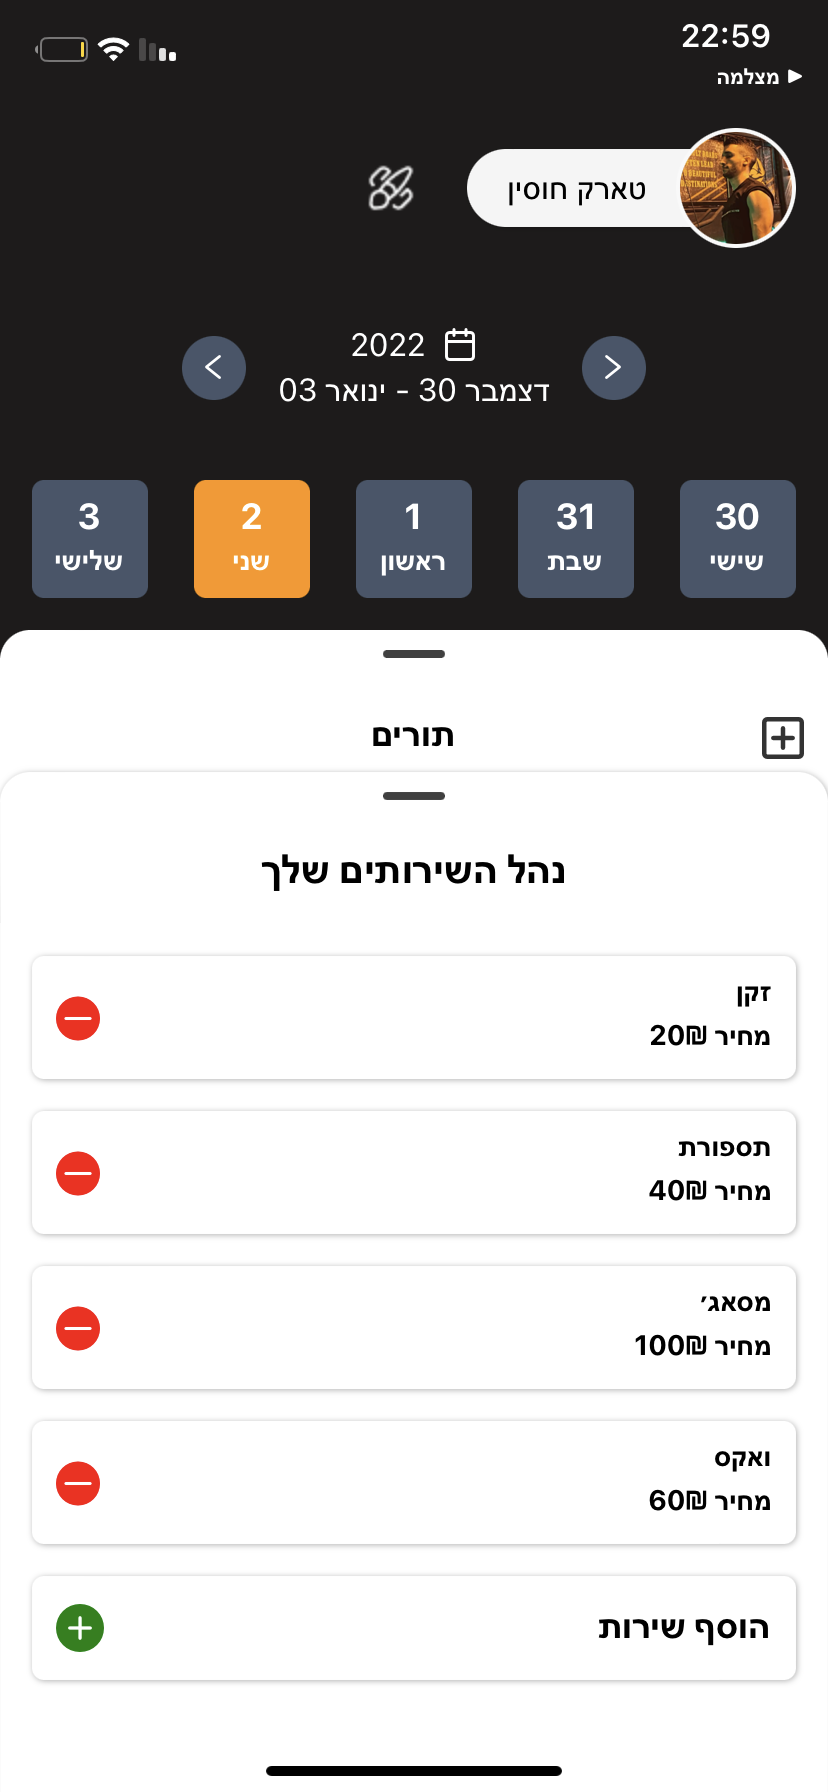 22:59
מצלמה
טארק חוסין
2022
דצמבר 30 - ינואר 03
30
שישי
31
שבת
1
ראשון
2
שני
3
שלישי
תורים
נהל השירותים שלך
זקן
מחיר ₪20
תספורת
מחיר ₪40
מסאג׳
מחיר ₪100
ואקס
מחיר ₪60
הוסף שירות